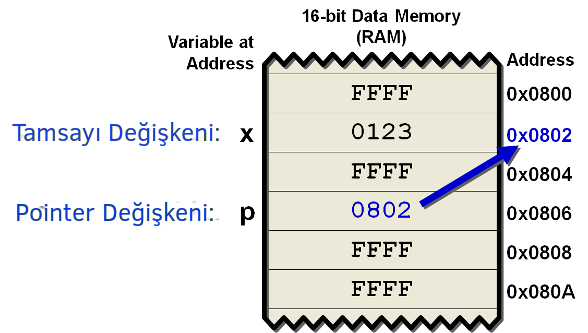 16-bit Data Memory
(RAM)
Variable at
Address
Address
FFFF 0x0800
Tamsayı Değişkeni: x 0123 0x0802
FFFF 0x0804
Pointer Değişkeni: p 0802 0x0806
FFFF 0x0808
FFFF 0x080A